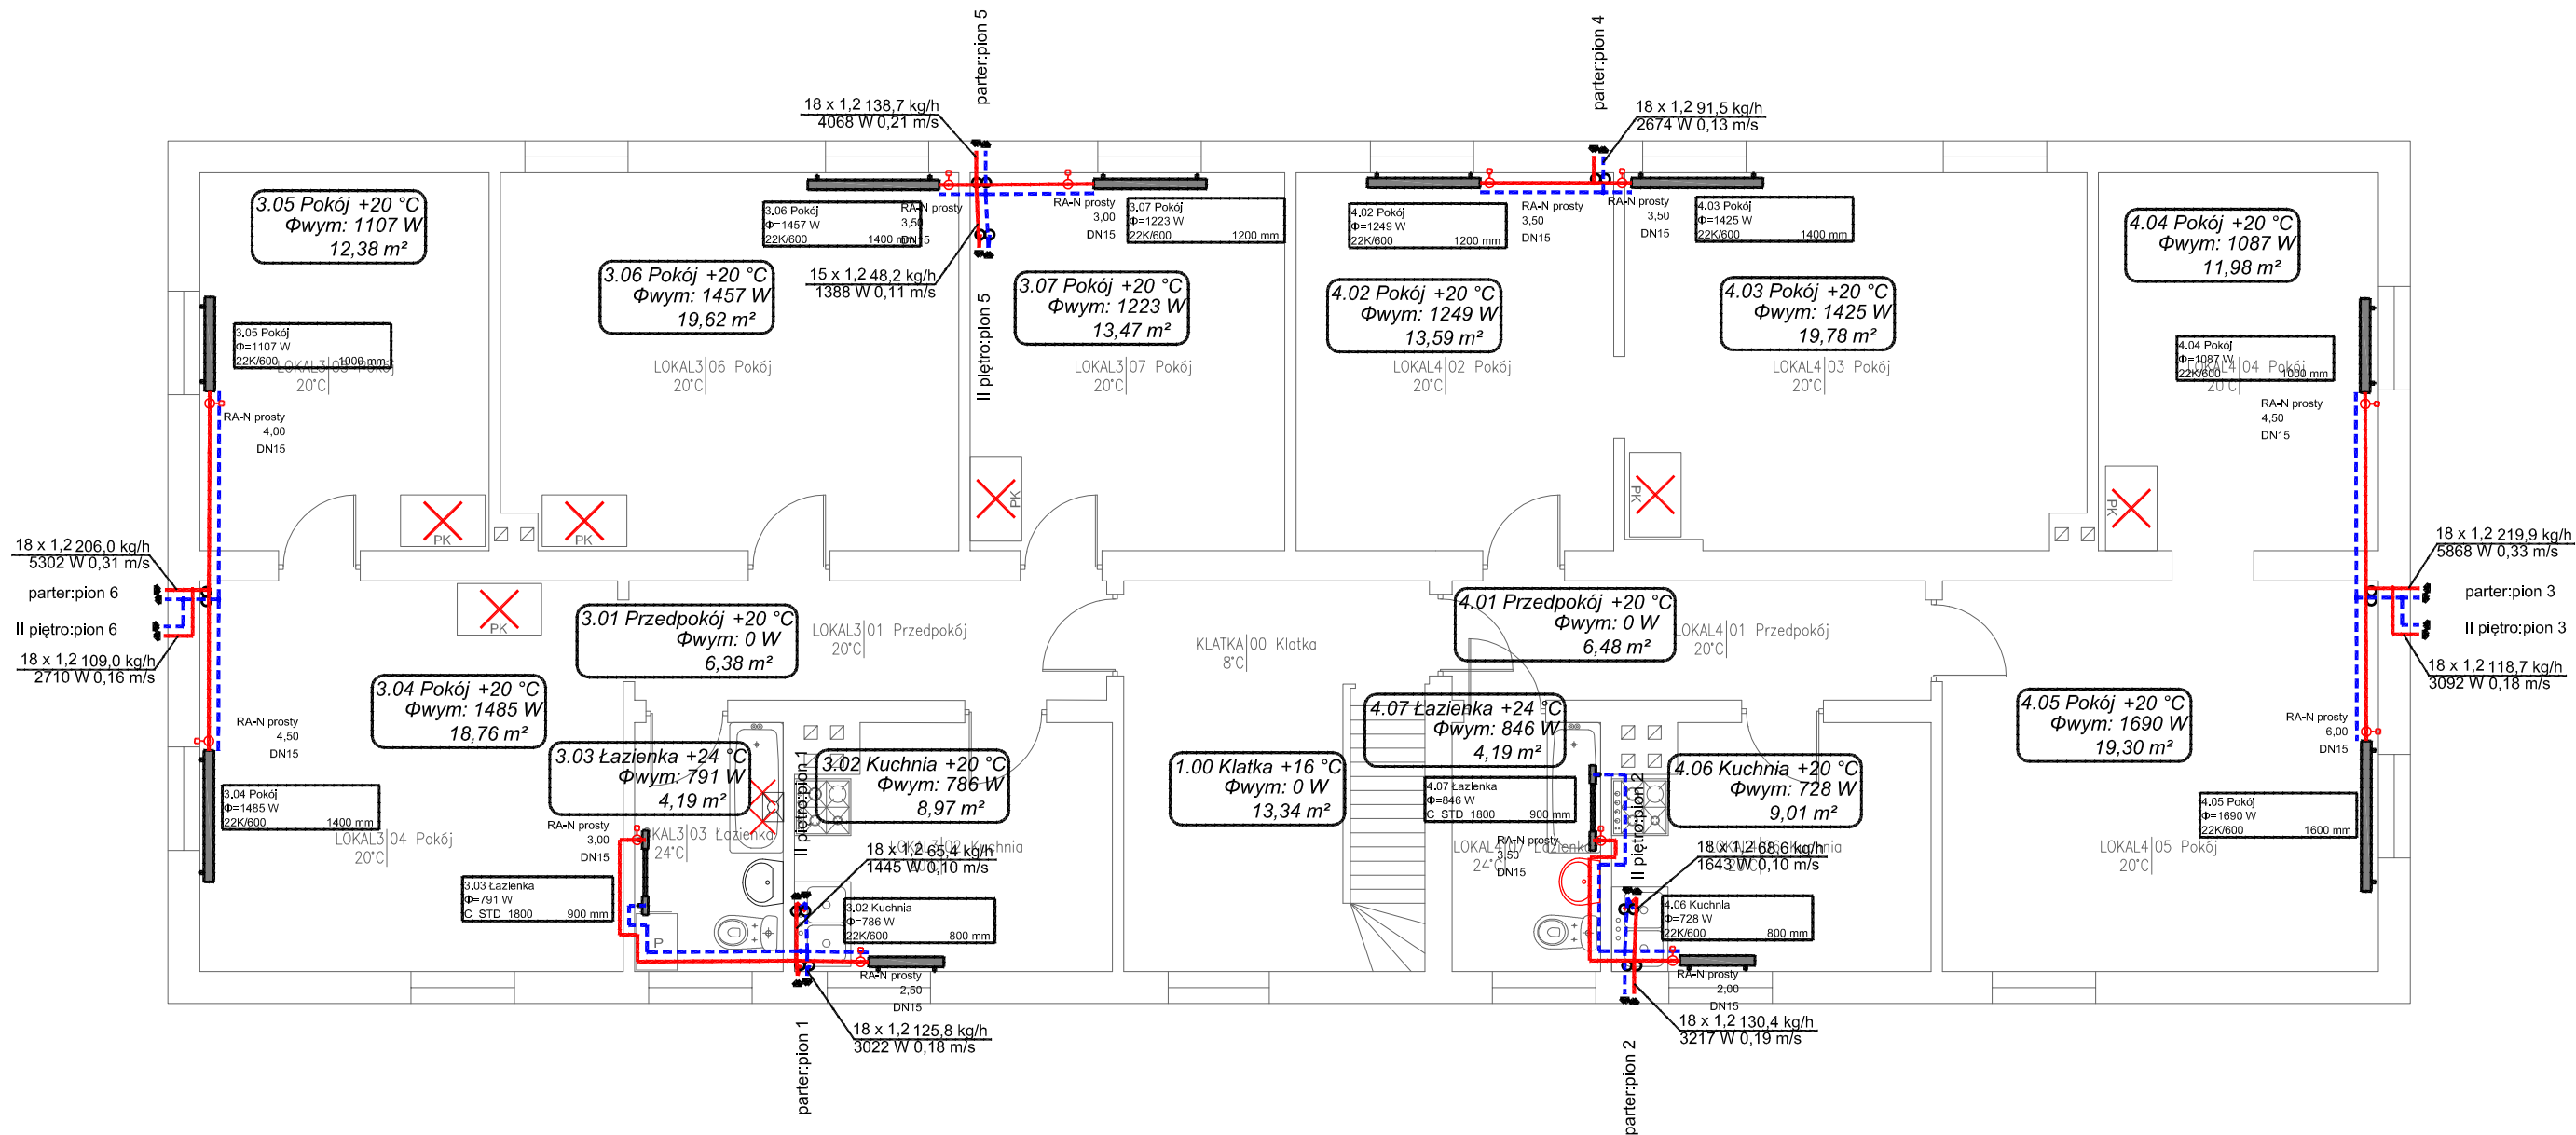 parter:pion 5
parter:pion 4
18 x 1,2 138,7 kg/h
4068 W 0,21 m/s
18 x 1,2 91,5 kg/h
2674 W 0,13 m/s
3.05 Pokój +20 °C
Φwym: 1107 W
12,38 m²
3.06 Pokój
Φ=1457 W
22K/600 1400 mm
RA-N prosty
3,50
DN15
RA-N prosty
3,00
DN15
3.07 Pokój
Φ=1223 W
22K/600 1200 mm
4.02 Pokój
Φ=1249 W
22K/600 1200 mm
RA-N prosty
3,50
DN15
RA-N prosty
3,50
DN15
4.03 Pokój
Φ=1425 W
22K/600 1400 mm
4.04 Pokój +20 °C
Φwym: 1087 W
11,98 m²
3.06 Pokój +20 °C
Φwym: 1457 W
19,62 m²
15 x 1,2 48,2 kg/h
1388 W 0,11 m/s
II piętro:pion 5
3.07 Pokój +20 °C
Φwym: 1223 W
13,47 m²
4.02 Pokój +20 °C
Φwym: 1249 W
13,59 m²
4.03 Pokój +20 °C
Φwym: 1425 W
19,78 m²
3.05 Pokój
Φ=1107 W
22K/600 1000 mm
LOKAL3 05 Pokój
20°C
LOKAL3 06 Pokój
20°C
LOKAL3 07 Pokój
20°C
LOKAL4 02 Pokój
20°C
LOKAL4 03 Pokój
20°C
4.04 Pokój
Φ=1087 W
22K/600 1000 mm
LOKAL4 04 Pokój
20°C
RA-N prosty
4,00
DN15
RA-N prosty
4,50
DN15
PK
PK
PK
PK
PK
PK
18 x 1,2 206,0 kg/h
5302 W 0,31 m/s
parter:pion 6
II piętro:pion 6
18 x 1,2 109,0 kg/h
2710 W 0,16 m/s
18 x 1,2 219,9 kg/h
5868 W 0,33 m/s
parter:pion 3
II piętro:pion 3
18 x 1,2 118,7 kg/h
3092 W 0,18 m/s
3.01 Przedpokój +20 °C
Φwym: 0 W
6,38 m²
LOKAL3 01 Przedpokój
20°C
KLATKA 00 Klatka
8°C
4.01 Przedpokój +20 °C
Φwym: 0 W
6,48 m²
LOKAL4 01 Przedpokój
20°C
3.04 Pokój +20 °C
Φwym: 1485 W
18,76 m²
RA-N prosty
4,50
DN15
3.03 Łazienka +24 °C
Φwym: 791 W
4,19 m²
II piętro:pion 1
3.02 Kuchnia +20 °C
Φwym: 786 W
8,97 m²
1.00 Klatka +16 °C
Φwym: 0 W
13,34 m²
4.07 Łazienka +24 °C
Φwym: 846 W
4,19 m²
II piętro:pion 2
4.06 Kuchnia +20 °C
Φwym: 728 W
9,01 m²
4.05 Pokój +20 °C
Φwym: 1690 W
19,30 m²
RA-N prosty
6,00
DN15
3.04 Pokój
Φ=1485 W
22K/600 1400 mm
LOKAL3 04 Pokój
20°C
RA-N prosty
3,00
DN15
LOKAL3 03 Łazienka
24°C
LOKAL3 02 Kuchnia
18 x 1,2 65,4 kg/h
1445 W 0,10 m/s
4.07 Łazienka
Φ=846 W
C STD 1800 900 mm
RA-N prosty
3,50
DN15
LOKAL4 07 Łazienka
24°C
18 x 1,2 68,6 kg/h
1643 W 0,10 m/s
4.05 Pokój
Φ=1690 W
22K/600 1600 mm
LOKAL4 05 Pokój
20°C
3.03 Łazienka
Φ=791 W
C STD 1800 900 mm
P
3.02 Kuchnia
Φ=786 W
22K/600 800 mm
4.06 Kuchnia
Φ=728 W
22K/600 800 mm
RA-N prosty
2,50
DN15
RA-N prosty
2,00
DN15
18 x 1,2 125,8 kg/h
3022 W 0,18 m/s
18 x 1,2 130,4 kg/h
3217 W 0,19 m/s
parter:pion 1
parter:pion 2